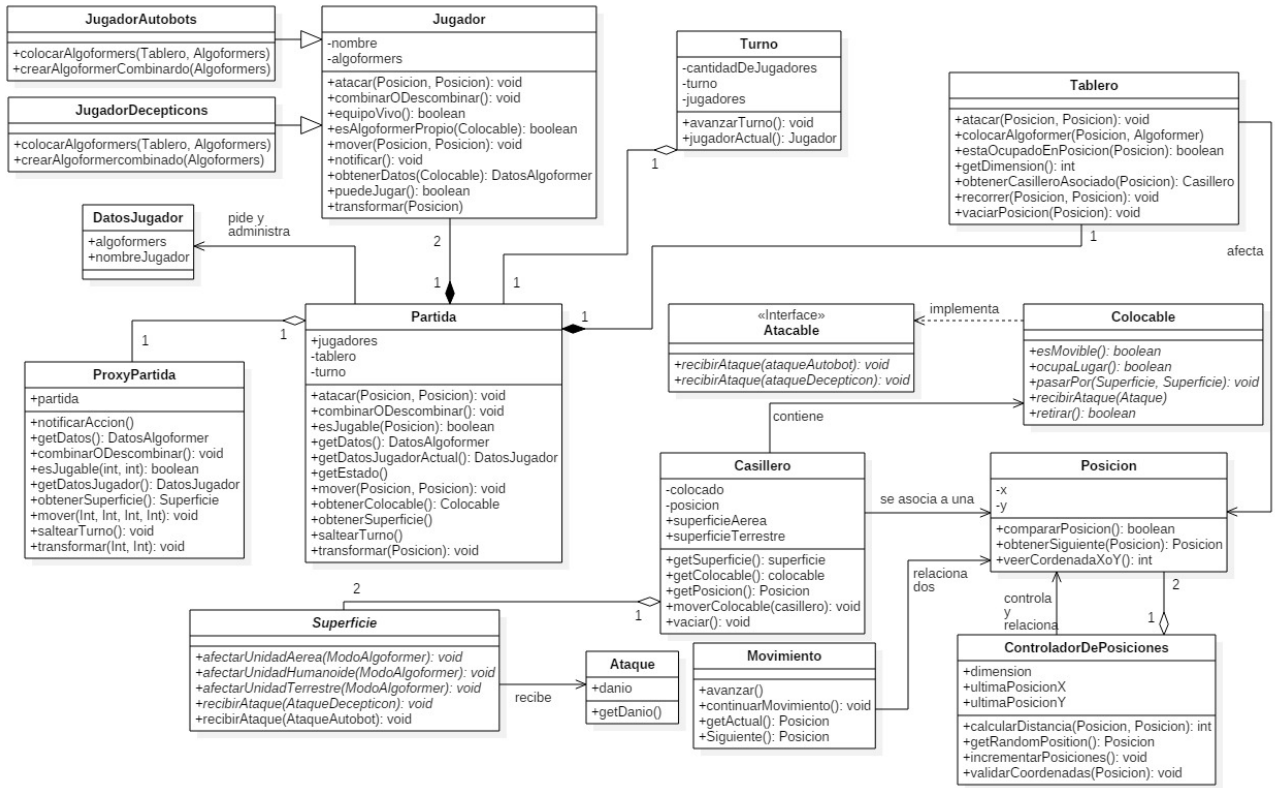 JugadorAutobots
+colocarAlgoformers(Tablero, Algoformers)
+crearAlgoformerCombinardo(Algoformers)
JugadorDecepticons
+colocarAlgoformers(Tablero, Algoformers)
+crearAlgoformercombinado(Algoformers)
Jugador
-nombre
-algoformers
+atacar(Posicion, Posicion): void
+combinarODescombinar(): void
+equipoVivo(): boolean
+esAlgoformerPropio(Colocable): boolean
+mover(Posicion, Posicion): void
+notificar(): void
+obtenerDatos(Colocable): DatosAlgoformer
+puedeJugar(): boolean
+transformar(Posicion)
Turno
-cantidadDeJugadores
-turno
-jugadores
+avanzarTurno(): void
+jugadorActual(): Jugador
1
1
Tablero
+atacar(Posicion, Posicion): void
+colocarAlgoformer(Posicion, Algoformer)
+estaOcupadoEnPosicion(Posicion): boolean
+getDimension(): int
+obtenerCasilleroAsociado(Posicion): Casillero
+recorrer(Posicion, Posicion): void
+vaciarPosicion(Posicion): void
1
1
afecta
DatosJugador
+algoformers
+nombreJugador
pide y
administra
2
1
Partida
+jugadores
-tablero
-turno
+atacar(Posicion, Posicion): void
+combinarODescombinar(): void
+esJugable(Posicion): boolean
+getDatos(): DatosAlgoformer
+getDatosJugadorActual(): DatosJugador
+getEstado()
+mover(Posicion, Posicion): void
+obtenerColocable(): Colocable
+obtenerSuperficie()
+saltearTurno()
+transformar(Posicion): void
1
1
ProxyPartida
+partida
+notificarAccion()
+getDatos(): DatosAlgoformer
+combinarODescombinar(): void
+esJugable(int, int): boolean
+getDatosJugador(): DatosJugador
+obtenerSuperficie(): Superficie
+mover(Int, Int, Int, Int): void
+saltearTurno(): void
+transformar(Int, Int): void
«Interface»
Atacable
+recibirAtaque(ataqueAutobot): void
+recibirAtaque(ataqueDecepticon): void
implementa
Colocable
+esMovible(): boolean
+ocupaLugar(): boolean
+pasarPor(Superficie, Superficie): void
+recibirAtaque(Ataque)
+retirar(): boolean
contiene
Casillero
-colocado
-posicion
+superficieAerea
+superficieTerrestre
+getSuperficie(): superficie
+getColocable(): colocable
+getPosicion(): Posicion
+moverColocable(casillero): void
+vaciar(): void
se asocia a una
Posicion
-x
-y
+compararPosicion(): boolean
+obtenerSiguiente(Posicion): Posicion
+veerCordenadaXoY(): int
2
1
Superficie
+afectarUnidadAerea(ModoAlgoformer): void
+afectarUnidadHumanoide(ModoAlgoformer): void
+afectarUnidadTerrestre(ModoAlgoformer): void
+recibirAtaque(AtaqueDecepticon): void
+recibirAtaque(AtaqueAutobot): void
recibe
Ataque
+danio
+getDanio()
Movimiento
+avanzar()
+continuarMovimiento(): void
+getActual(): Posicion
+Siguiente(): Posicion
relaciona
dos
controla
y
relaciona
2
1
ControladorDePosiciones
+dimension
+ultimaPosicionX
+ultimaPosicionY
+calcularDistancia(Posicion, Posicion): int
+getRandomPosition(): Posicion
+incrementarPosiciones(): void
+validarCoordenadas(Posicion): void